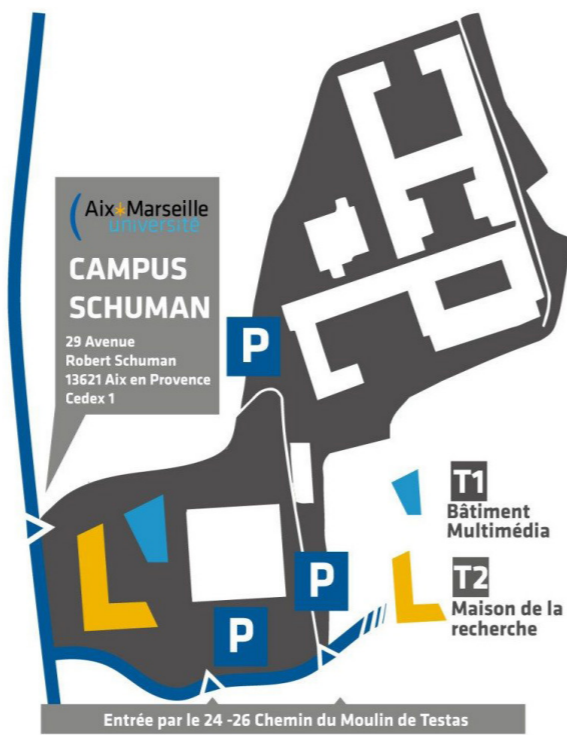 Aix*Marseille
université
CAMPUS
SCHUMAN
29 Avenue
Robert Schuman
13621 Aix en Provence
Cedex 1
P
T1
Bâtiment
Multimédia
P
T2
Maison de la
recherche
P
Entrée par le 24 -26 Chemin du Moulin de Testas